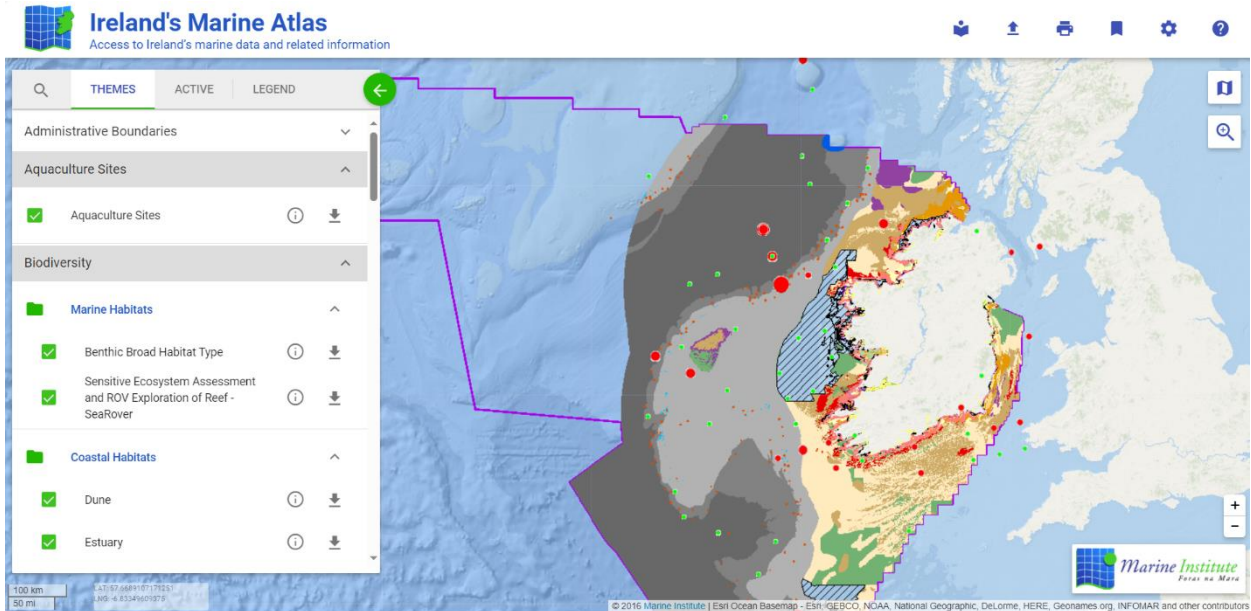 Ireland's Marine Atlas
Access to Ireland's marine data and related information
THEMES
ACTIVE
LEGEND
Administrative Boundaries
Aquaculture Sites
Aquaculture Sites
Biodiversity
Marine Habitats
Benthic Broad Habitat Type
Sensitive Ecosystem Assessment
and ROV Exploration of Reef -
SeaRover
Coastal Habitats
Dune
Estuary
100 km
50 mi
+
−
Marine Institute
Foras na Mara
© 2016 Marine Institute | Esri Ocean Basemap - Esri, GEBCO, NOAA, National Geographic, DeLorme, HERE, Geonames.org, INFOMAR and other contributors